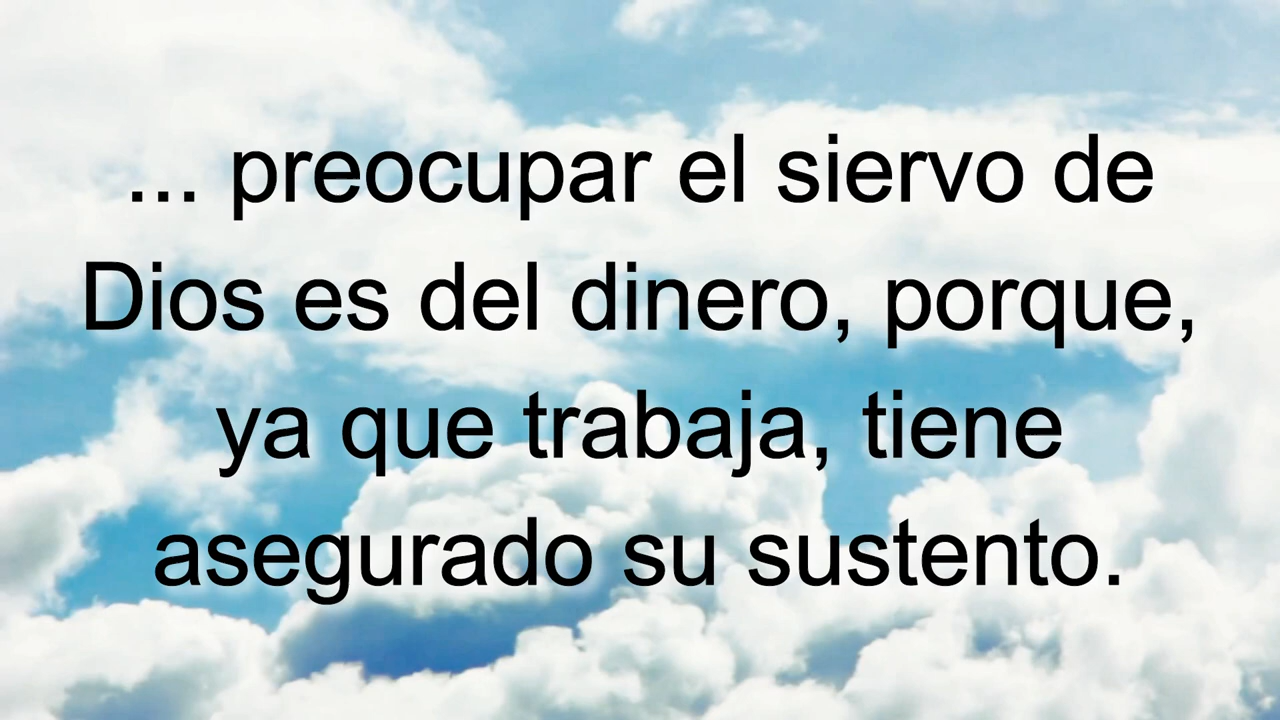 ... preocupar el siervo de
Dios es del dinero, porque,
ya que trabaja, tiene
asegurado su sustento.